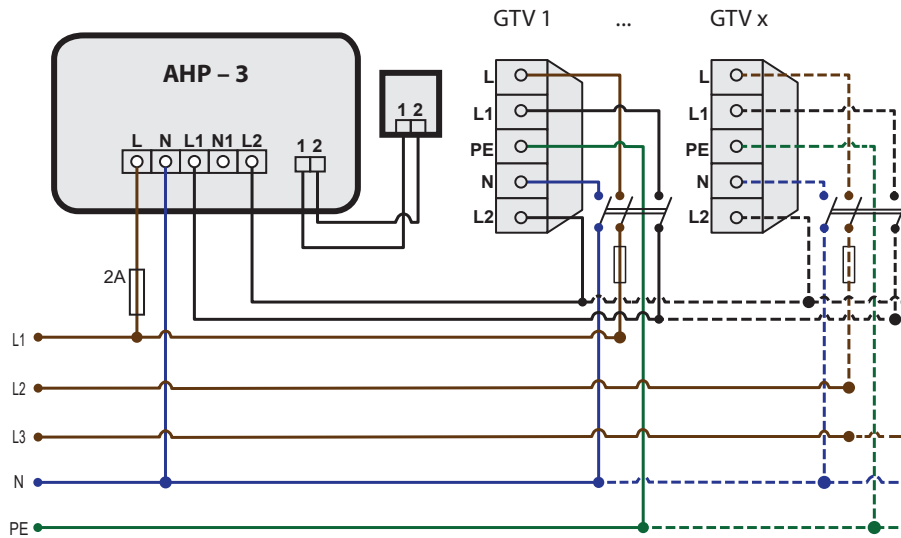 GTV 1 ... GTV x
AHP – 3
L N L1 N1 L2
1 2
1 2
L
L1
PE
N
L2
L
L1
PE
N
L2
2A
L1
L2
L3
N
PE